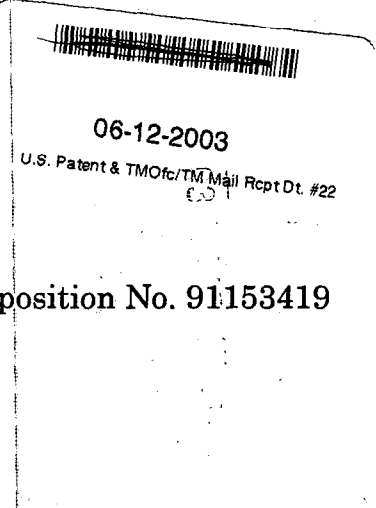 06-12-2003
U.S. Patent & TMOfc/TM Mail Rcpt Dt. #22
position No. 91153419